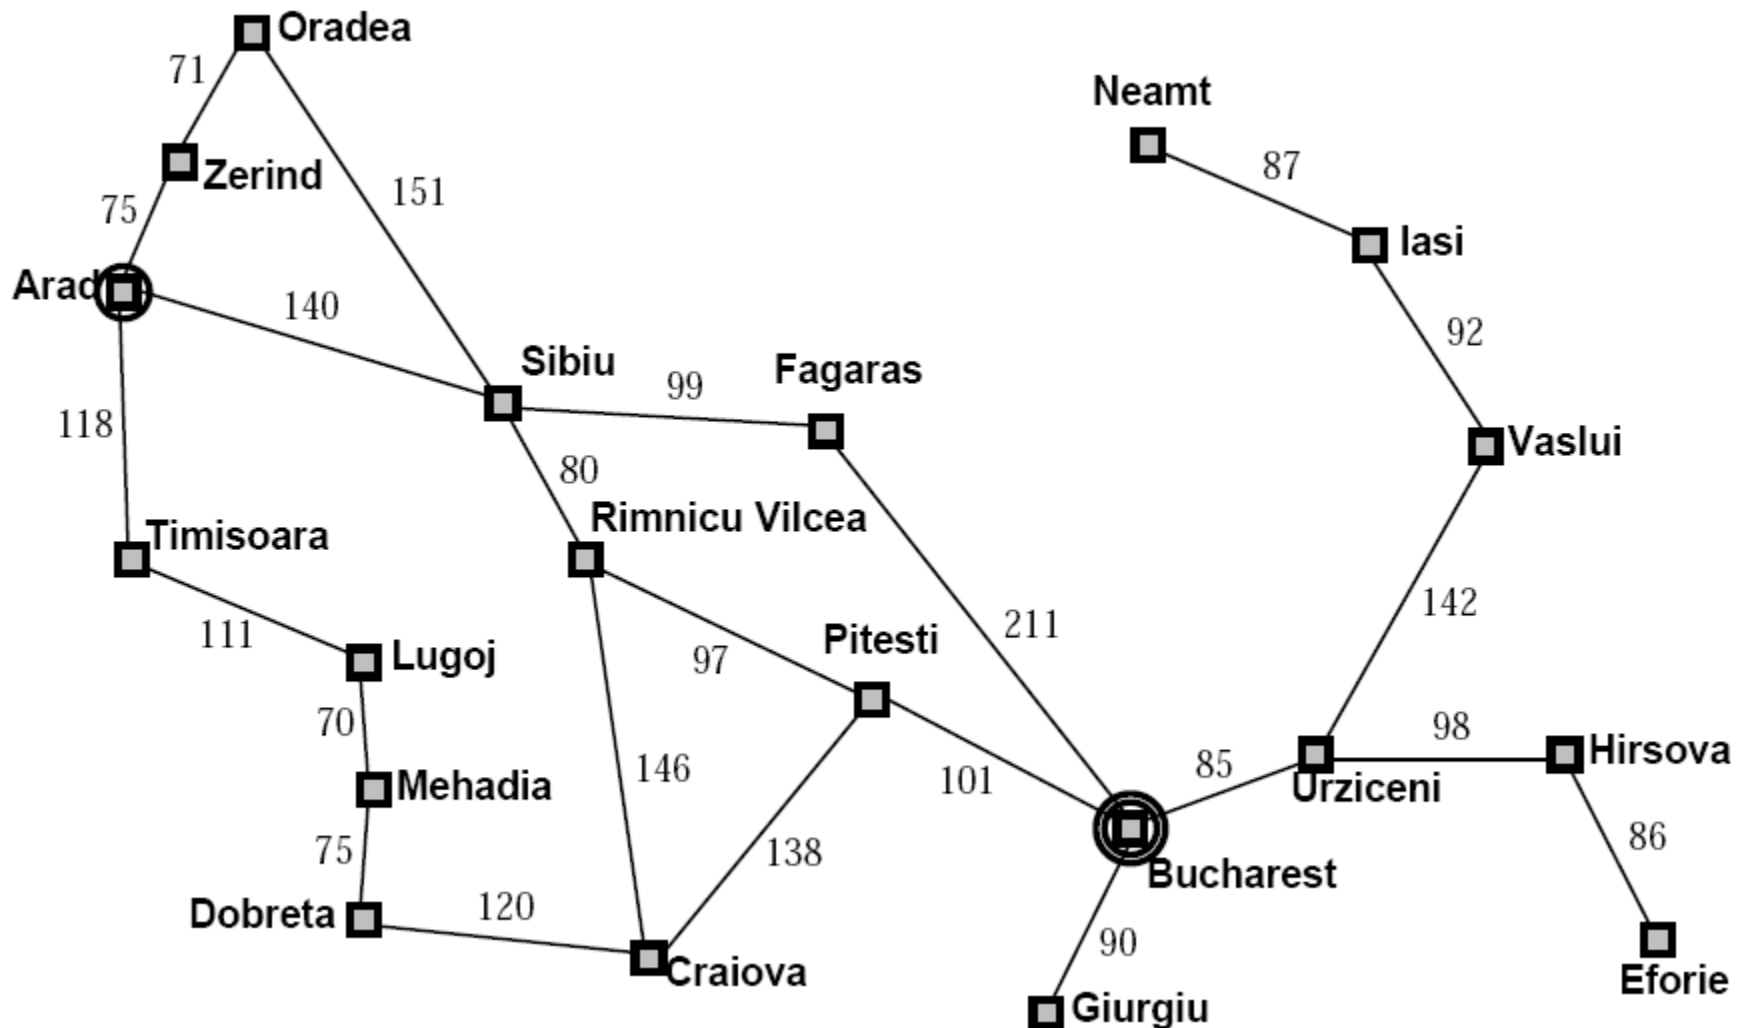 Oradea
71
Neamt
87
Zerind
151
75
Iasi
Arad
140
92
Sibiu
99
Fagaras
118
Vaslui
80
Rimnicu Vilcea
Timisoara
142
211
111
Pitesti
Lugoj
97
70
98
Hirsova
146
85
Mehadia
101
Urziceni
86
75
138
Bucharest
Dobreta
120
90
Craiova
Eforie
Giurgiu